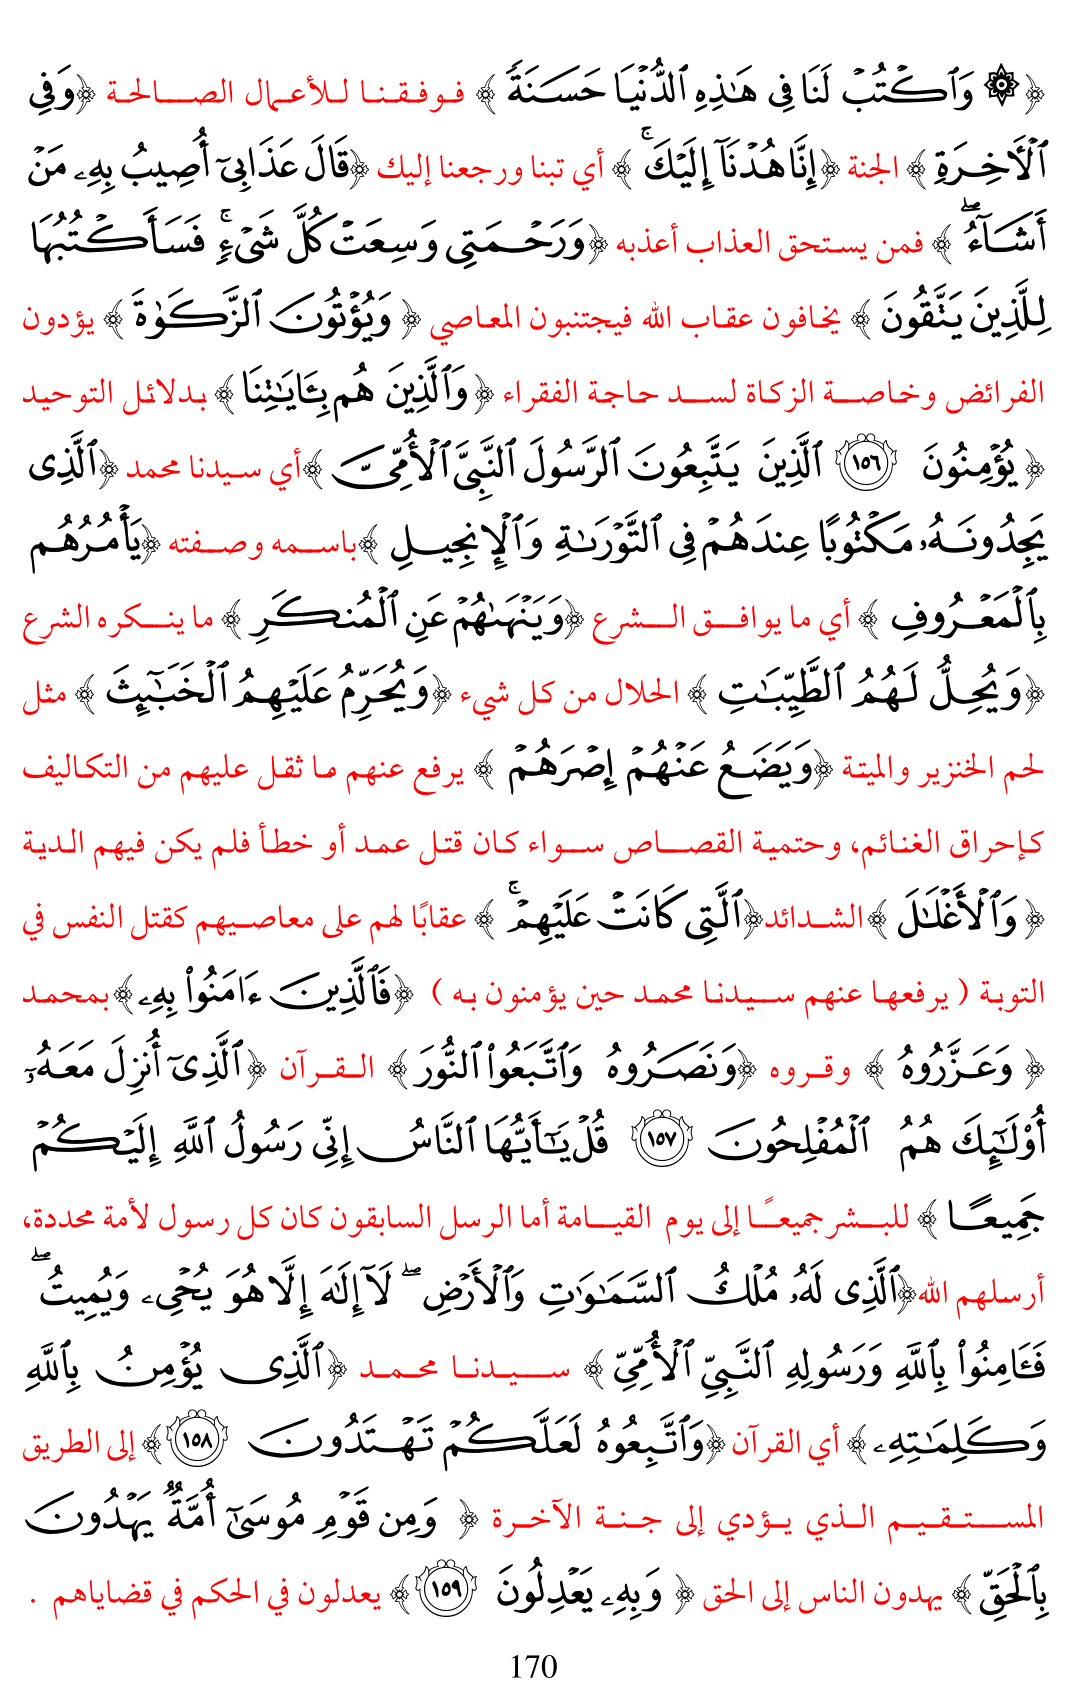 ﴿ ۞ وَٱكۡتُبۡ لَنَا فِي هَٰذِهِ ٱلدُّنۡيَا حَسَنَةٗ ﴾ فوفقنا للأعمال الصالحة ﴿ وَفِي
ٱلۡأٓخِرَةِ ﴾ الجنة ﴿ إِنَّا هُدۡنَآ إِلَيۡكَۚ ﴾ أي تبنا ورجعنا إليك ﴿ قَالَ عَذَابِيٓ أُصِيبُ بِهِۦ مَنۡ
أَشَآءُۖ ﴾ فمن يستحق العذاب أعذبه ﴿ وَرَحۡمَتِي وَسِعَتۡ كُلَّ شَيۡءٖۚ فَسَأَكۡتُبُهَا
لِلَّذِينَ يَتَّقُونَ ﴾ يخافون عقاب الله فيجتنبون المعاصي ﴿ وَيُؤۡتُونَ ٱلزَّكَوٰةَ ﴾ يؤدون
الفرائض وخاصة الزكاة لسد حاجة الفقراء ﴿ وَٱلَّذِينَ هُم بِـَٔايَٰتِنَا ﴾ بدلائل التوحيد
﴿ يُؤۡمِنُونَ ١٥٦ ٱلَّذِينَ يَتَّبِعُونَ ٱلرَّسُولَ ٱلنَّبِيَّ ٱلۡأُمِّيَّ ﴾ أي سيدنا محمد ﴿ ٱلَّذِي
يَجِدُونَهُۥ مَكۡتُوبًا عِندَهُمۡ فِي ٱلتَّوۡرَىٰةِ وَٱلۡإِنجِيلِ ﴾ باسمه وصفته ﴿ يَأۡمُرُهُم
بِٱلۡمَعۡرُوفِ ﴾ أي ما يوافق الشرع ﴿ وَيَنۡهَىٰهُمۡ عَنِ ٱلۡمُنكَرِ ﴾ ما ينكره الشرع
﴿ وَيُحِلُّ لَهُمُ ٱلطَّيِّبَٰتِ ﴾ الحلال من كل شيء ﴿ وَيُحَرِّمُ عَلَيۡهِمُ ٱلۡخَبَٰٓئِثَ ﴾ مثل
لحم الخنزير والميتة ﴿ وَيَضَعُ عَنۡهُمۡ إِصۡرَهُمۡ ﴾ يرفع عنهم ما ثقل عليهم من التكاليف
كإحراق الغنائم، وحتمية القصاص سواء كان قتل عمد أو خطأ فلم يكن فيهم الدية
﴿ وَٱلۡأَغۡلَٰلَ ﴾ الشدائد ﴿ ٱلَّتِي كَانَتۡ عَلَيۡهِمۡۚ ﴾ عقابًا لهم على معاصيهم كقتل النفس في
التوبة ( يرفعها عنهم سيدنا محمد حين يؤمنون به ) ﴿ فَٱلَّذِينَ ءَامَنُواْ بِهِۦ ﴾ بمحمد
﴿ وَعَزَّرُوهُ ﴾ وقروه ﴿ وَنَصَرُوهُ وَٱتَّبَعُواْ ٱلنُّورَ ﴾ القرآن ﴿ ٱلَّذِيٓ أُنزِلَ مَعَهُۥٓ
أُوْلَٰٓئِكَ هُمُ ٱلۡمُفۡلِحُونَ ١٥٧ قُلۡ يَٰٓأَيُّهَا ٱلنَّاسُ إِنِّي رَسُولُ ٱللَّهِ إِلَيۡكُمۡ
جَمِيعًا ﴾ للبشر جميعًا إلى يوم القيامة أما الرسل السابقون كان كل رسول لأمة محددة،
أرسلهم الله ﴿ ٱلَّذِي لَهُۥ مُلۡكُ ٱلسَّمَٰوَٰتِ وَٱلۡأَرۡضِۖ لَآ إِلَٰهَ إِلَّا هُوَ يُحۡيِۦ وَيُمِيتُۖ
فَـَٔامِنُواْ بِٱللَّهِ وَرَسُولِهِ ٱلنَّبِيِّ ٱلۡأُمِّيِّ ﴾ سيدنا محمد ﴿ ٱلَّذِي يُؤۡمِنُ بِٱللَّهِ
وَكَلِمَٰتِهِۦ ﴾ أي القرآن ﴿ وَٱتَّبِعُوهُ لَعَلَّكُمۡ تَهۡتَدُونَ ١٥٨ ﴾ إلى الطريق
المستقيم الذي يؤدي إلى جنة الآخرة ﴿ وَمِن قَوۡمِ مُوسَىٰٓ أُمَّةٞ يَهۡدُونَ
بِٱلۡحَقِّ ﴾ يهدون الناس إلى الحق ﴿ وَبِهِۦ يَعۡدِلُونَ ١٥٩ ﴾ يعدلون في الحكم في قضاياهم .
170